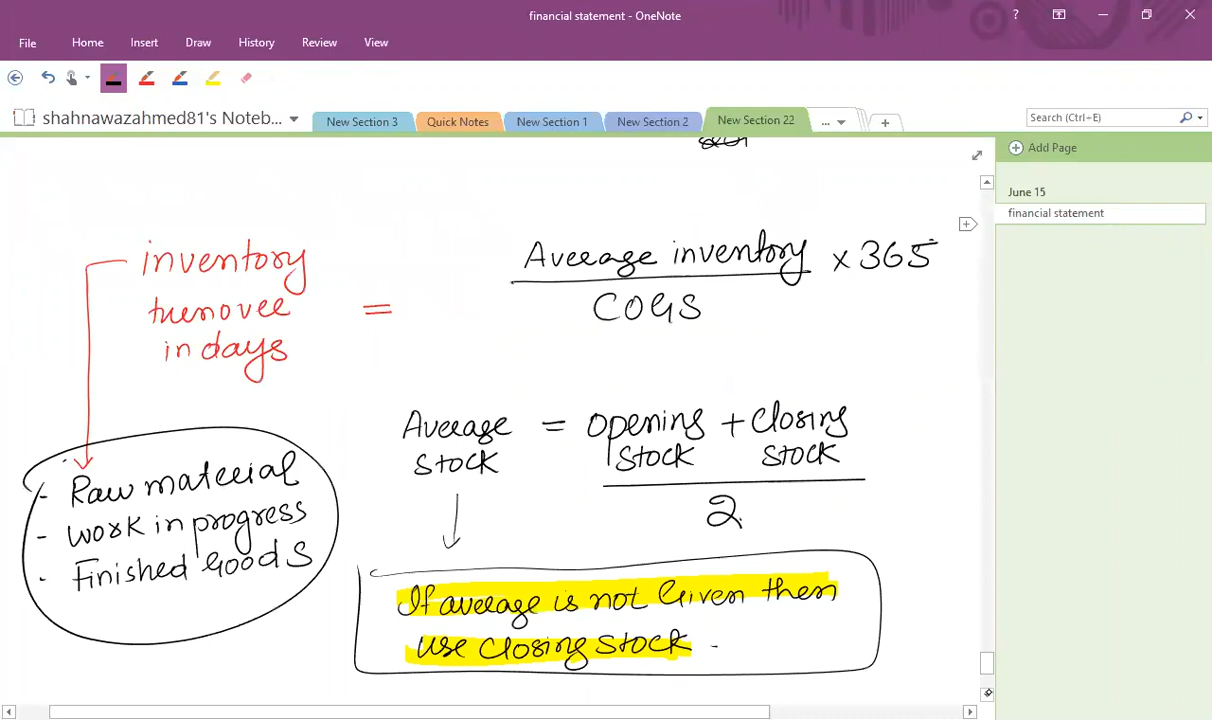 financial statement - OneNote
?
File Home Insert Draw History Review View
shahnawazahmed81's Noteb...
New Section 3 Quick Notes New Section 1 New Section 2 New Section 22 ...
Search (Ctrl+E)
Add Page
June 15
financial statement
inventory
turnover
in days
=
Average inventory x 365
COGS
Average = opening + closing
stock stock stock
2
- Raw material
- work in progress
- Finished Goods
If average is not Given then
use closing stock.